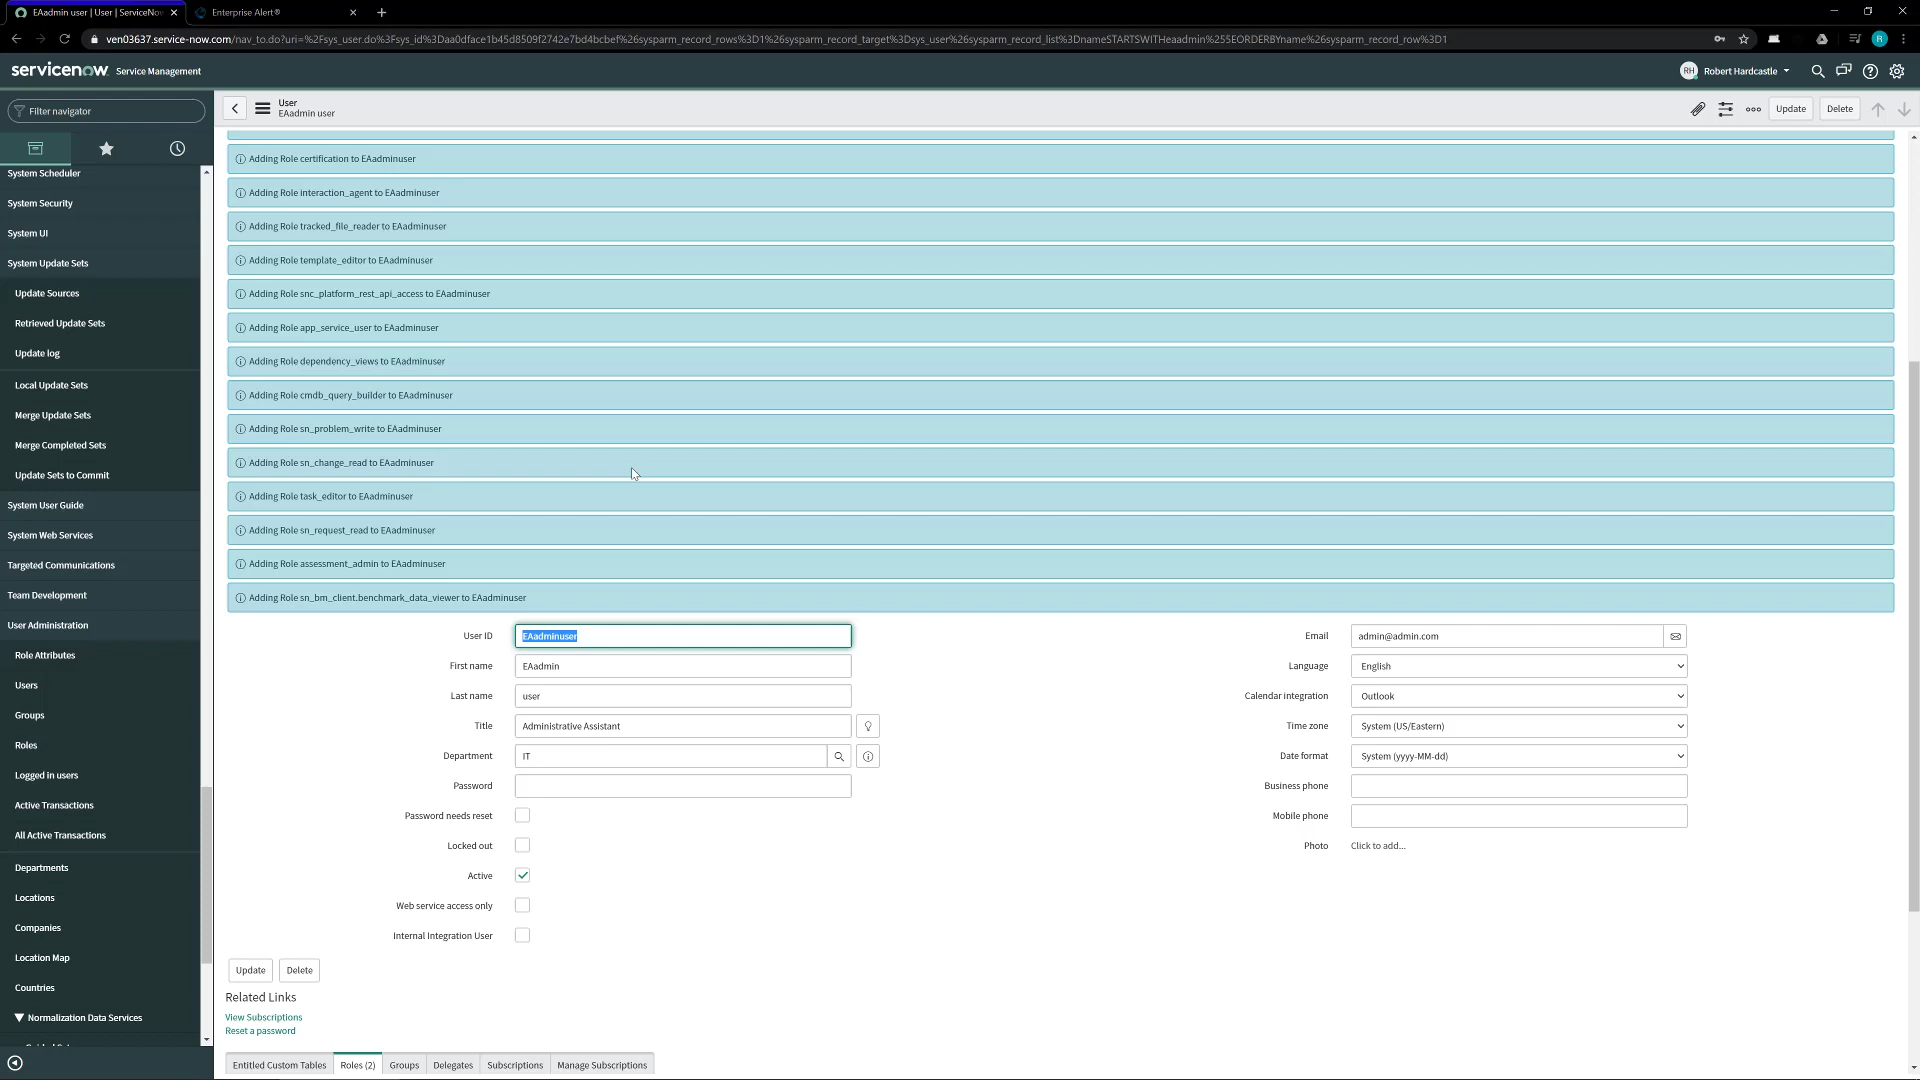 EAadmin user | User | ServiceNow
Enterprise Alert®
ven03637.service-now.com/nav_to.do?uri=%2Fsys_user.do%3Fsys_id%3Daa0dface1b45d8509f2742e7bd4bcbef%26sysparm_record_rows%3D1%26sysparm_record_target%3Dsys_user%26sysparm_record_list%3DnameSTARTSWITHeaadmin%255EORDERBYname%26sysparm_record_row%3D1
R
servicenow Service Management
RH Robert Hardcastle
Filter navigator
System Scheduler
System Security
System UI
System Update Sets
Update Sources
Retrieved Update Sets
Update log
Local Update Sets
Merge Update Sets
Merge Completed Sets
Update Sets to Commit
System User Guide
System Web Services
Targeted Communications
Team Development
User Administration
Role Attributes
Users
Groups
Roles
Logged in users
Active Transactions
All Active Transactions
Departments
Locations
Companies
Location Map
Countries
Normalization Data Services
User
EAadmin user
Update
Delete
Adding Role certification to EAadminuser
Adding Role interaction_agent to EAadminuser
Adding Role tracked_file_reader to EAadminuser
Adding Role template_editor to EAadminuser
Adding Role snc_platform_rest_api_access to EAadminuser
Adding Role app_service_user to EAadminuser
Adding Role dependency_views to EAadminuser
Adding Role cmdb_query_builder to EAadminuser
Adding Role sn_problem_write to EAadminuser
Adding Role sn_change_read to EAadminuser
Adding Role task_editor to EAadminuser
Adding Role sn_request_read to EAadminuser
Adding Role assessment_admin to EAadminuser
Adding Role sn_bm_client.benchmark_data_viewer to EAadminuser
User ID EAadminuser
First name EAadmin
Last name user
Title Administrative Assistant
Department IT
Password
Password needs reset
Locked out
Active
Web service access only
Internal Integration User
Email admin@admin.com
Language English
Calendar integration Outlook
Time zone System (US/Eastern)
Date format System (yyyy-MM-dd)
Business phone
Mobile phone
Photo Click to add...
Update Delete
Related Links
View Subscriptions
Reset a password
Entitled Custom Tables Roles (2) Groups Delegates Subscriptions Manage Subscriptions